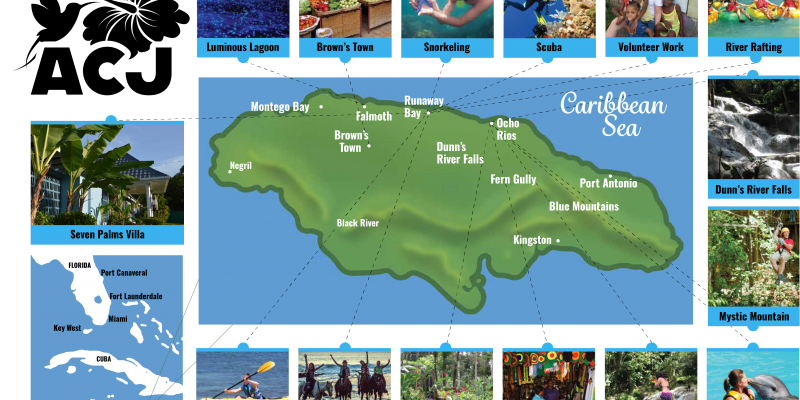 ACJ
Luminous Lagoon
Brown's Town
Snorkeling
Scuba
Volunteer Work
River Rafting
Caribbean
Sea
Montego Bay
Falmoth
Runaway
Bay
Ocho
Rios
Brown's
Town
Dunn's
River Falls
Negril
Fern Gully
Port Antonio
Blue Mountains
Black River
Kingston
Seven Palms Villa
Dunn's River Falls
Mystic Mountain
FLORIDA
Port Canaveral
Fort Launderdale
Miami
Key West
CUBA